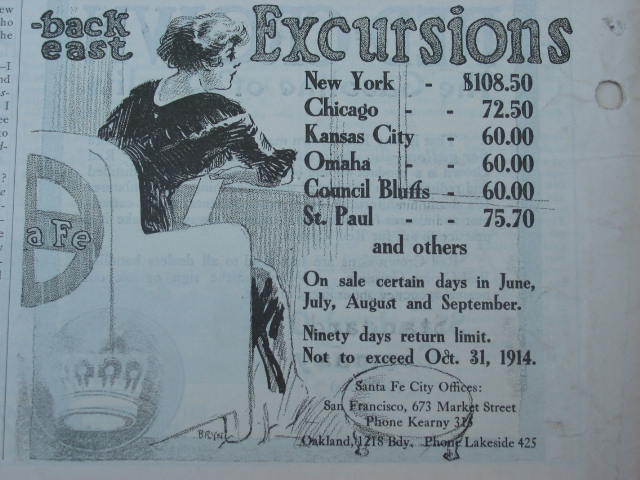 -back
east
Excursions
New York - $108.50
Chicago - - 72.50
Kansas City - 60.00
Omaha - - 60.00
Council Bluffs - 60.00
St. Paul - - 75.70
and others
On sale certain days in June,
July, August and September.
Ninety days return limit.
Not to exceed Oct. 31, 1914.
Santa Fe City Offices:
San Francisco, 673 Market Street
Phone Kearny 315
Oakland, 1218 Bdy. Phone Lakeside 425
a Fe